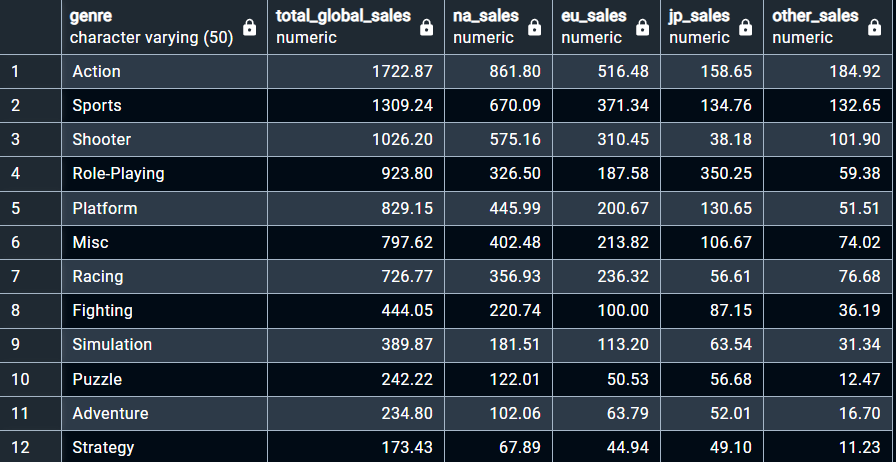 genre total_global_sales na_sales eu_sales jp_sales other_sales
character varying (50) numeric numeric numeric numeric numeric
1 Action 1722.87 861.80 516.48 158.65 184.92
2 Sports 1309.24 670.09 371.34 134.76 132.65
3 Shooter 1026.20 575.16 310.45 38.18 101.90
4 Role-Playing 923.80 326.50 187.58 350.25 59.38
5 Platform 829.15 445.99 200.67 130.65 51.51
6 Misc 797.62 402.48 213.82 106.67 74.02
7 Racing 726.77 356.93 236.32 56.61 76.68
8 Fighting 444.05 220.74 100.00 87.15 36.19
9 Simulation 389.87 181.51 113.20 63.54 31.34
10 Puzzle 242.22 122.01 50.53 56.68 12.47
11 Adventure 234.80 102.06 63.79 52.01 16.70
12 Strategy 173.43 67.89 44.94 49.10 11.23